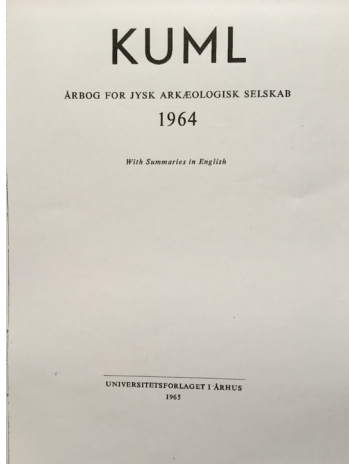 KUML
ÅRBOG FOR JYSK ARKÆOLOGISK SELSKAB
1964
With Summaries in English
UNIVERSITETSFORLAGET I ÅRHUS
1965